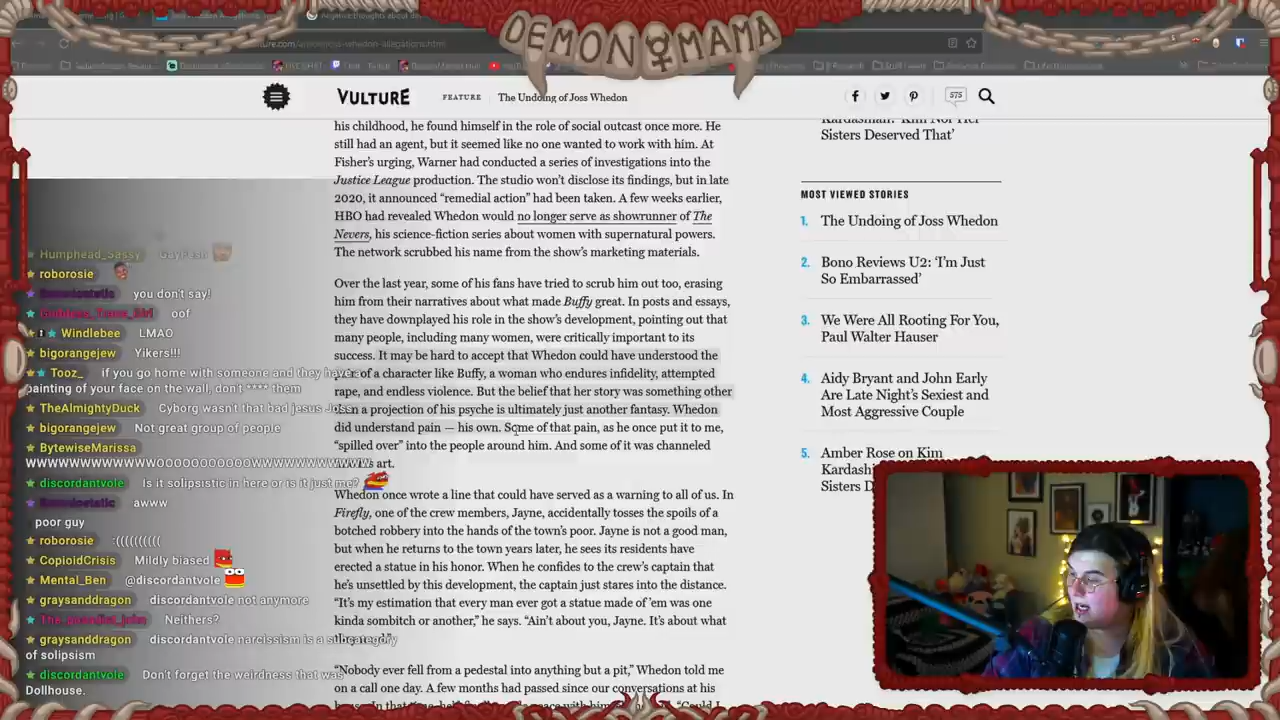 DEMON MAMA
VULTURE
FEATURE
The Undoing of Joss Whedon
575
his childhood, he found himself in the role of social outcast once more. He
still had an agent, but it seemed like no one wanted to work with him. At
Fisher's urging, Warner had conducted a series of investigations into the
Justice League production. The studio won't disclose its findings, but in late
2020, it announced “remedial action” had been taken. A few weeks earlier,
HBO had revealed Whedon would no longer serve as showrunner of The
Nevers, his science-fiction series about women with supernatural powers.
The network scrubbed his name from the show's marketing materials.
Over the last year, some of his fans have tried to scrub him out too, erasing
him from their narratives about what made Buffy great. In posts and essays,
they have downplayed his role in the show's development, pointing out that
many people, including many women, were critically important to its
success. It may be hard to accept that Whedon could have understood the
of a character like Buffy, a woman who endures infidelity, attempted
rape, and endless violence. But the belief that her story was something other
than a projection of his psyche is ultimately just another fantasy. Whedon
did understand pain — his own. Some of that pain, as he once put it to me,
“spilled over” into the people around him. And some of it was channeled
art.
Whedon once wrote a line that could have served as a warning to all of us. In
Firefly, one of the crew members, Jayne, accidentally tosses the spoils of a
botched robbery into the hands of the town's poor. Jayne is not a good man,
but when he returns to the town years later, he sees its residents have
erected a statue in his honor. When he confides to the crew's captain that
he's unsettled by this development, the captain just stares into the distance.
“It's my estimation that every man ever got a statue made of 'em was one
kinda sombitch or another,” he says. “Ain't about you, Jayne. It's about what
“Nobody ever fell from a pedestal into anything but a pit,” Whedon told me
on a call one day. A few months had passed since our conversations at his
Sisters Deserved That’
MOST VIEWED STORIES
1. The Undoing of Joss Whedon
2. Bono Reviews U2: ‘I'm Just
So Embarrassed’
3. We Were All Rooting For You,
Paul Walter Hauser
4. Aidy Bryant and John Early
Are Late Night's Sexiest and
Most Aggressive Couple
5. Amber Rose on Kim
Humphead_Sassy
roborosie
you don't say!
oof
Windlebee LMAO
bigorangejew Yikers!!!
Tooz_ if you go home with someone and they have a
painting of your face on the wall, don't **** them
TheAlmightyDuck Cyborg wasn't that bad jesus Joss
bigorangejew Not great group of people
BytewiseMarissa
discordantvole Is it solipsistic in here or is it just me?
awww
poor guy
roborosie :((((((((((
CopioidCrisis Mildly biased
Mental_Ben @discordantvole
graysanddragon discordantvole not anymore
Neithers?
graysanddragon discordantvole narcissism is a subcategory
of solipsism
discordantvole Don't forget the weirdness that was
Dollhouse.